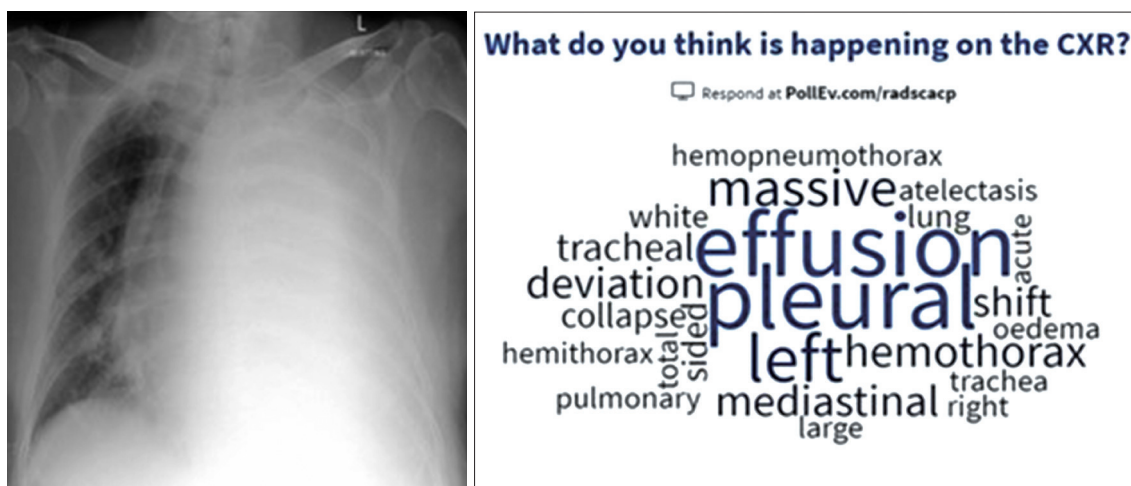 L
What do you think is happening on the CXR?
Respond at PollEv.com/radscacp
hemopneumothorax
massive
atelectasis
white
lung
acute
tracheal
effusion
deviation
pleural
shift
collapse
sided
oedema
hemithorax
total
left
hemothorax
trachea
pulmonary
mediastinal
right
large